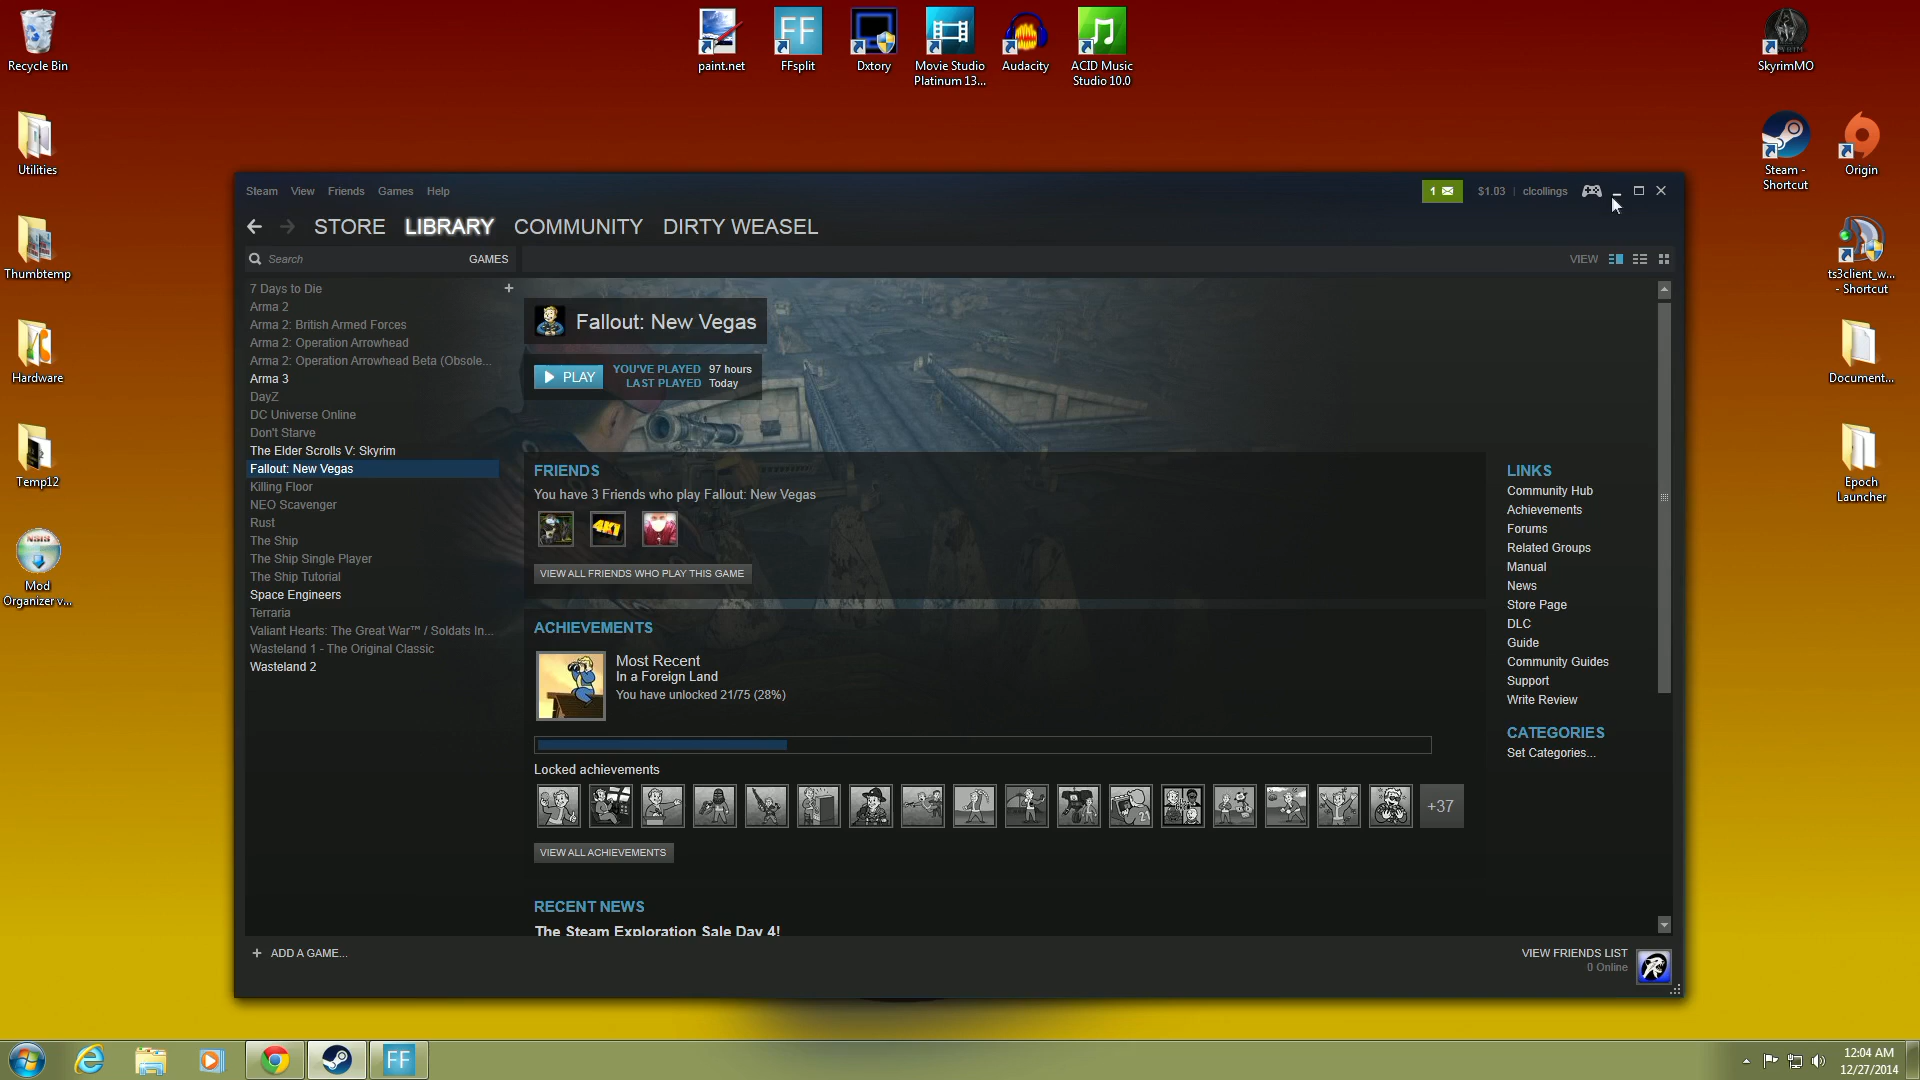 Recycle Bin
Utilities
Thumbtemp
Hardware
Temp12
Mod
Organizer v...
paint.net
FFsplit
Dxtory
Movie Studio
Platinum 13...
Audacity
ACID Music
Studio 10.0
SkyrimMO
Steam -
Shortcut
Origin
ts3client_w...
- Shortcut
Document...
Epoch
Launcher
Steam View Friends Games Help
1 $1.03 | clcollings
STORE LIBRARY COMMUNITY DIRTY WEASEL
Search GAMES
VIEW
7 Days to Die +
Arma 2
Arma 2: British Armed Forces
Arma 2: Operation Arrowhead
Arma 2: Operation Arrowhead Beta (Obsole...
Arma 3
DayZ
DC Universe Online
Don't Starve
The Elder Scrolls V: Skyrim
Fallout: New Vegas
Killing Floor
NEO Scavenger
Rust
The Ship
The Ship Single Player
The Ship Tutorial
Space Engineers
Terraria
Valiant Hearts: The Great War™ / Soldats In...
Wasteland 1 - The Original Classic
Wasteland 2
Fallout: New Vegas
PLAY
YOU'VE PLAYED 97 hours
LAST PLAYED Today
FRIENDS
You have 3 Friends who play Fallout: New Vegas
4K1
VIEW ALL FRIENDS WHO PLAY THIS GAME
ACHIEVEMENTS
Most Recent
In a Foreign Land
You have unlocked 21/75 (28%)
Locked achievements
+37
VIEW ALL ACHIEVEMENTS
RECENT NEWS
The Steam Exploration Sale Day 4!
LINKS
Community Hub
Achievements
Forums
Related Groups
Manual
News
Store Page
DLC
Guide
Community Guides
Support
Write Review
CATEGORIES
Set Categories...
+ ADD A GAME...
VIEW FRIENDS LIST
0 Online
FF
FF
12:04 AM
12/27/2014